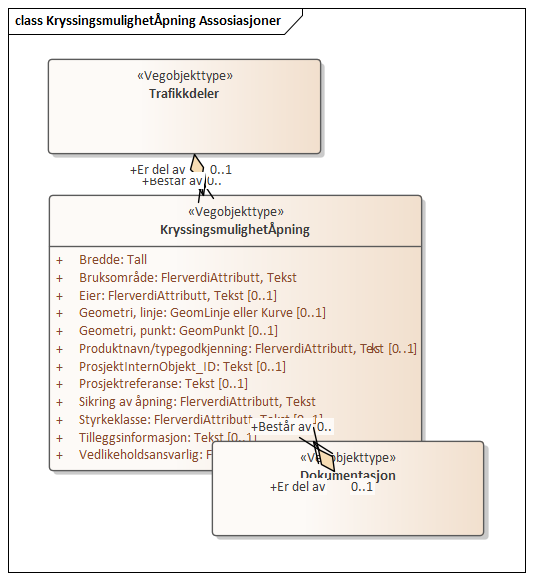 class KryssingsmulighetÅpning Assosiasjoner
«Vegobjekttype»
Trafikkdeler
+Er del av 0..1
+Består av 0..
«Vegobjekttype»
KryssingsmulighetÅpning
+ Bredde: Tall
+ Bruksområde: FlerverdiAttributt, Tekst
+ Eier: FlerverdiAttributt, Tekst [0..1]
+ Geometri, linje: GeomLinje eller Kurve [0..1]
+ Geometri, punkt: GeomPunkt [0..1]
+ Produktnavn/typegodkjenning: FlerverdiAttributt, Tekst [0..1]
+ ProsjektInternObjekt_ID: Tekst [0..1]
+ Prosjektreferanse: Tekst [0..1]
+ Sikring av åpning: FlerverdiAttributt, Tekst
+ Styrkeklasse: FlerverdiAttributt, Tekst [0..1]
+Består av 0..
+ Tilleggsinformasjon: Tekst [0..1]
+ Vedlikeholdsansvarlig: F
«Vegobjekttype»
Dokumentasjon
+Er del av 0..1